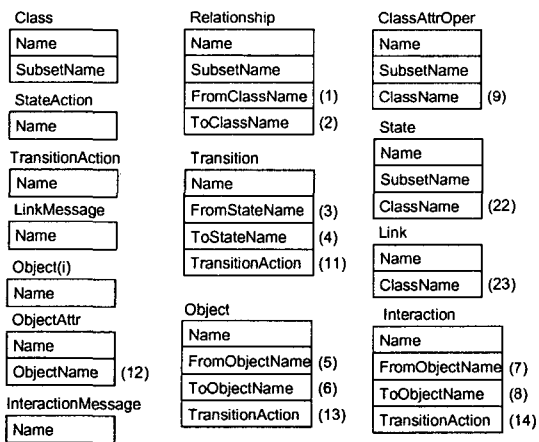 Class
Name
SubsetName
StateAction
Name
TransitionAction
Name
LinkMessage
Name
Object(i)
Name
ObjectAttr
Name
ObjectName (12)
InteractionMessage
Name
Relationship
Name
SubsetName
FromClassName (1)
ToClassName (2)
Transition
Name
FromStateName (3)
ToStateName (4)
TransitionAction (11)
Object
Name
FromObjectName (5)
ToObjectName (6)
TransitionAction (13)
ClassAttrOper
Name
SubsetName
ClassName (9)
State
Name
SubsetName
ClassName (22)
Link
Name
ClassName (23)
Interaction
Name
FromObjectName (7)
ToObjectName (8)
TransitionAction (14)